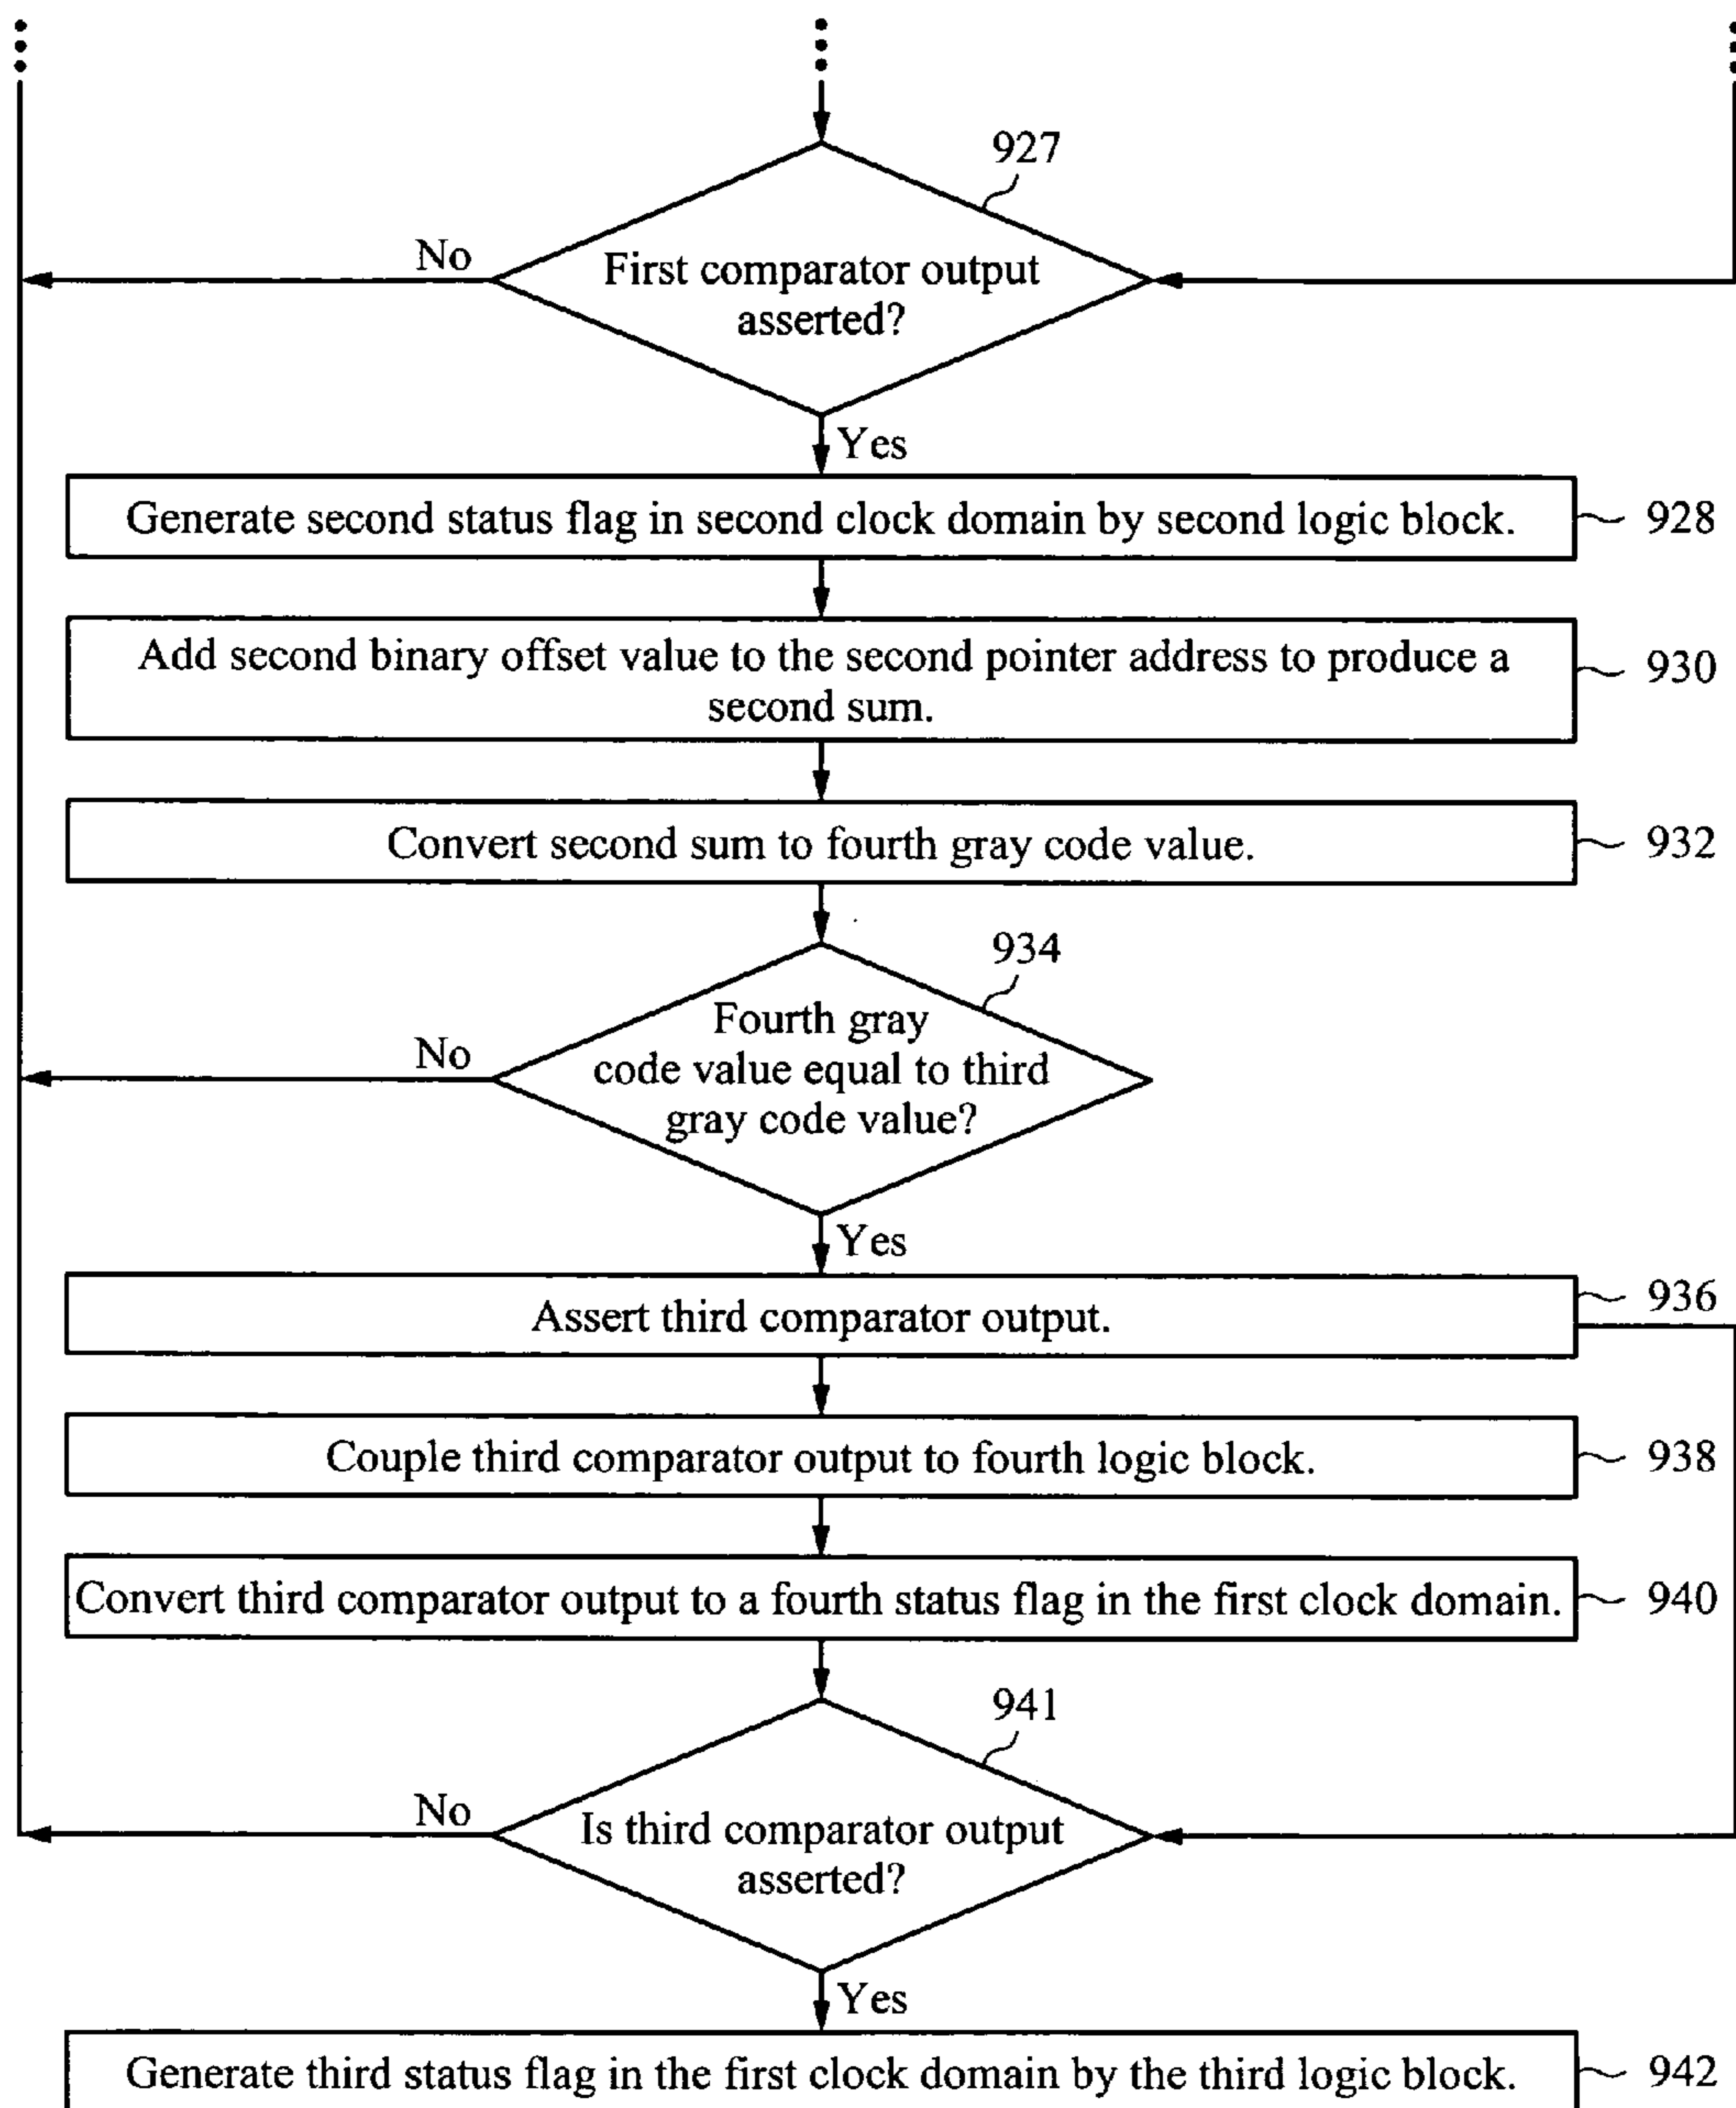 927
No
First comparator output
asserted?
Yes
Generate second status flag in second clock domain by second logic block.
928
Add second binary offset value to the second pointer address to produce a
second sum.
930
Convert second sum to fourth gray code value.
932
934
No
Fourth gray
code value equal to third
gray code value?
Yes
Assert third comparator output.
936
Couple third comparator output to fourth logic block.
938
Convert third comparator output to a fourth status flag in the first clock domain.
940
941
No
Is third comparator output
asserted?
Yes
Generate third status flag in the first clock domain by the third logic block.
942